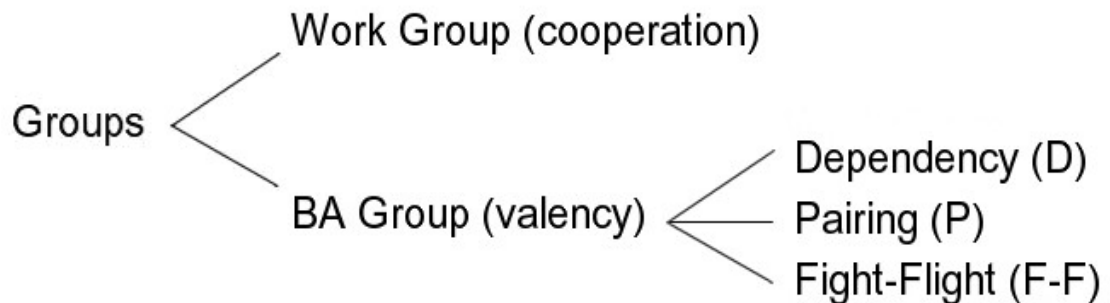 Work Group (cooperation)
Groups
BA Group (valency)
Dependency (D)
Pairing (P)
Fight-Flight (F-F)